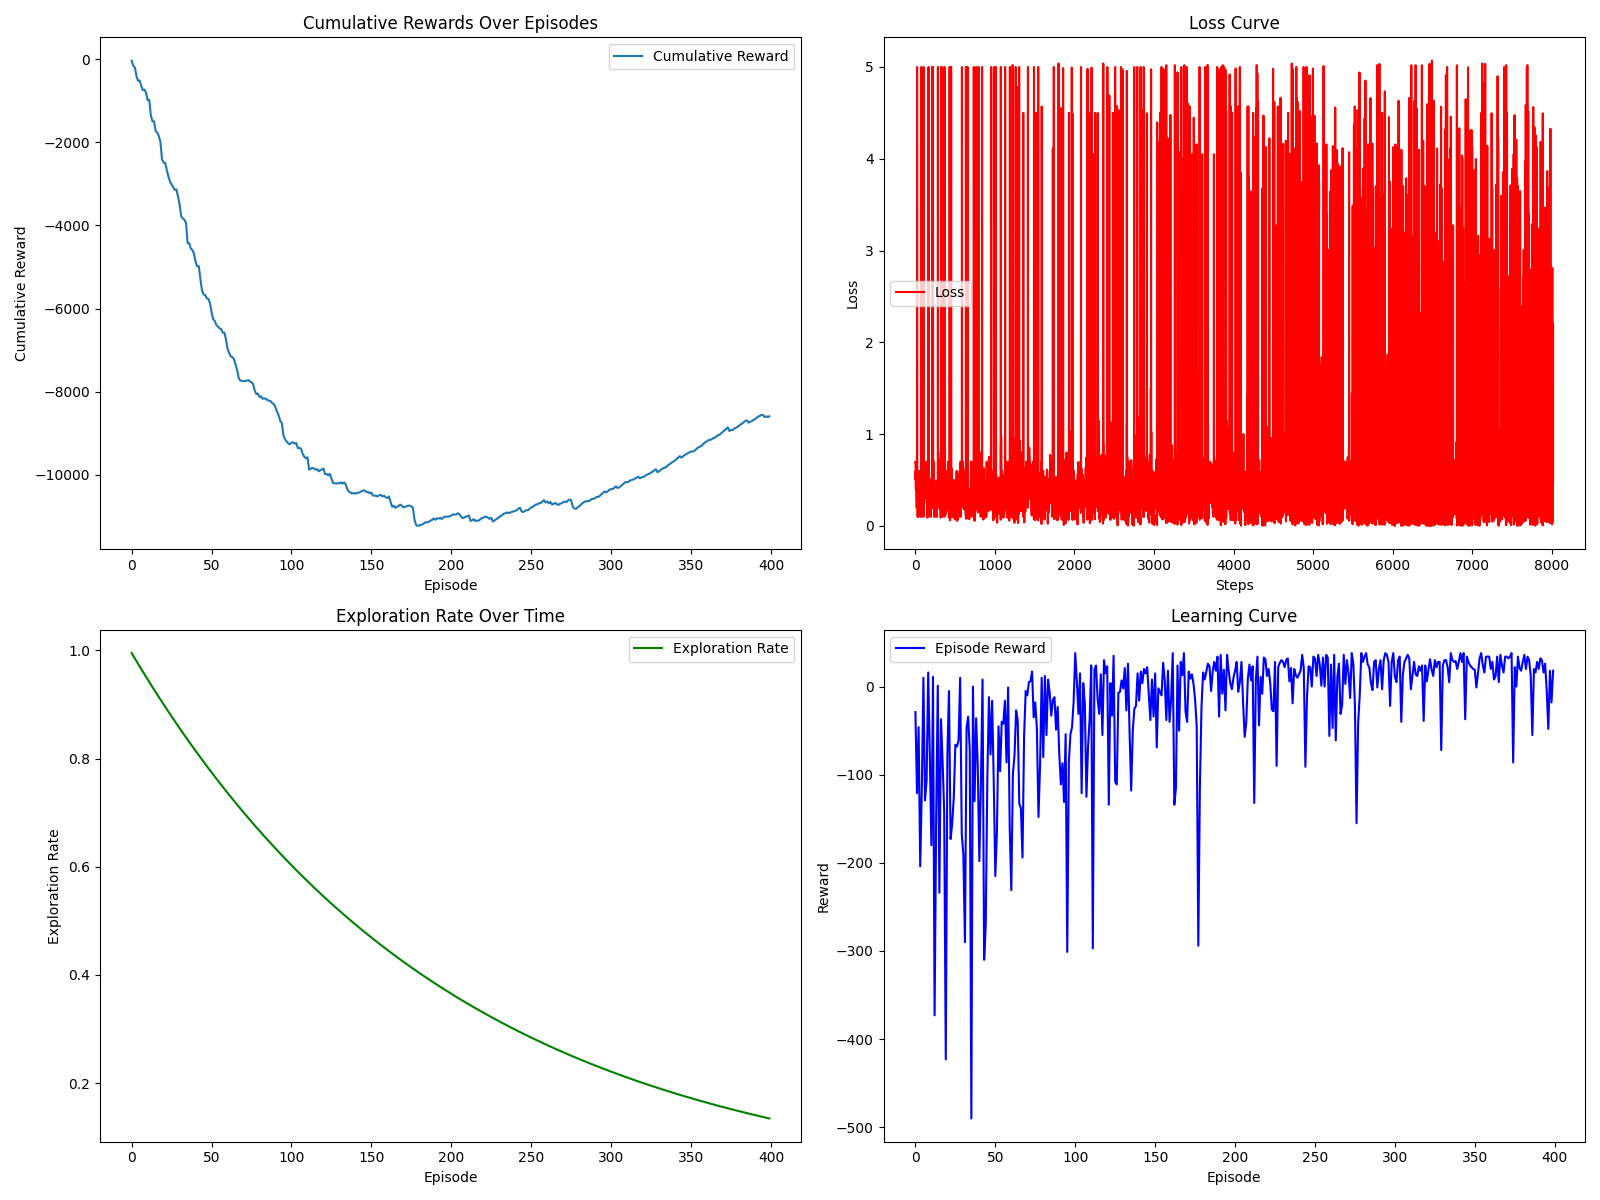 Cumulative Rewards Over Episodes
Cumulative Reward
0
−2000
−4000
−6000
−8000
−10000
Cumulative Reward
0 50 100 150 200 250 300 350 400
Episode
Loss Curve
Loss
5
4
3
2
1
0
Loss
0 1000 2000 3000 4000 5000 6000 7000 8000
Steps
Exploration Rate Over Time
Exploration Rate
1.0
0.8
0.6
0.4
0.2
Exploration Rate
0 50 100 150 200 250 300 350 400
Episode
Learning Curve
Episode Reward
0
−100
−200
−300
−400
−500
Reward
0 50 100 150 200 250 300 350 400
Episode